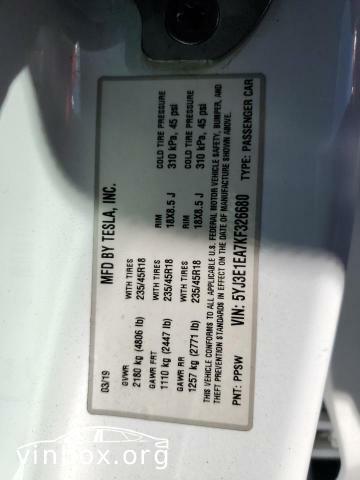 MFD BY TESLA, INC.
03/19
GVWR
2180 kg (4806 lb)
WITH TIRES
235/45R18
RIM
18X8.5 J
COLD TIRE PRESSURE
310 kPa, 45 psi
GAWR FRT
1110 kg (2447 lb)
WITH TIRES
235/45R18
RIM
18X8.5 J
COLD TIRE PRESSURE
310 kPa, 45 psi
GAWR RR
1257 kg (2771 lb)
WITH TIRES
235/45R18
THIS VEHICLE CONFORMS TO ALL APPLICABLE U.S. FEDERAL MOTOR VEHICLE SAFETY, BUMPER, AND
THEFT PREVENTION STANDARDS IN EFFECT ON THE DATE OF MANUFACTURE SHOWN ABOVE.
VIN: 5YJ3E1EA7KF326680
PNT: PPSW
TYPE: PASSENGER CAR
vinbox.org